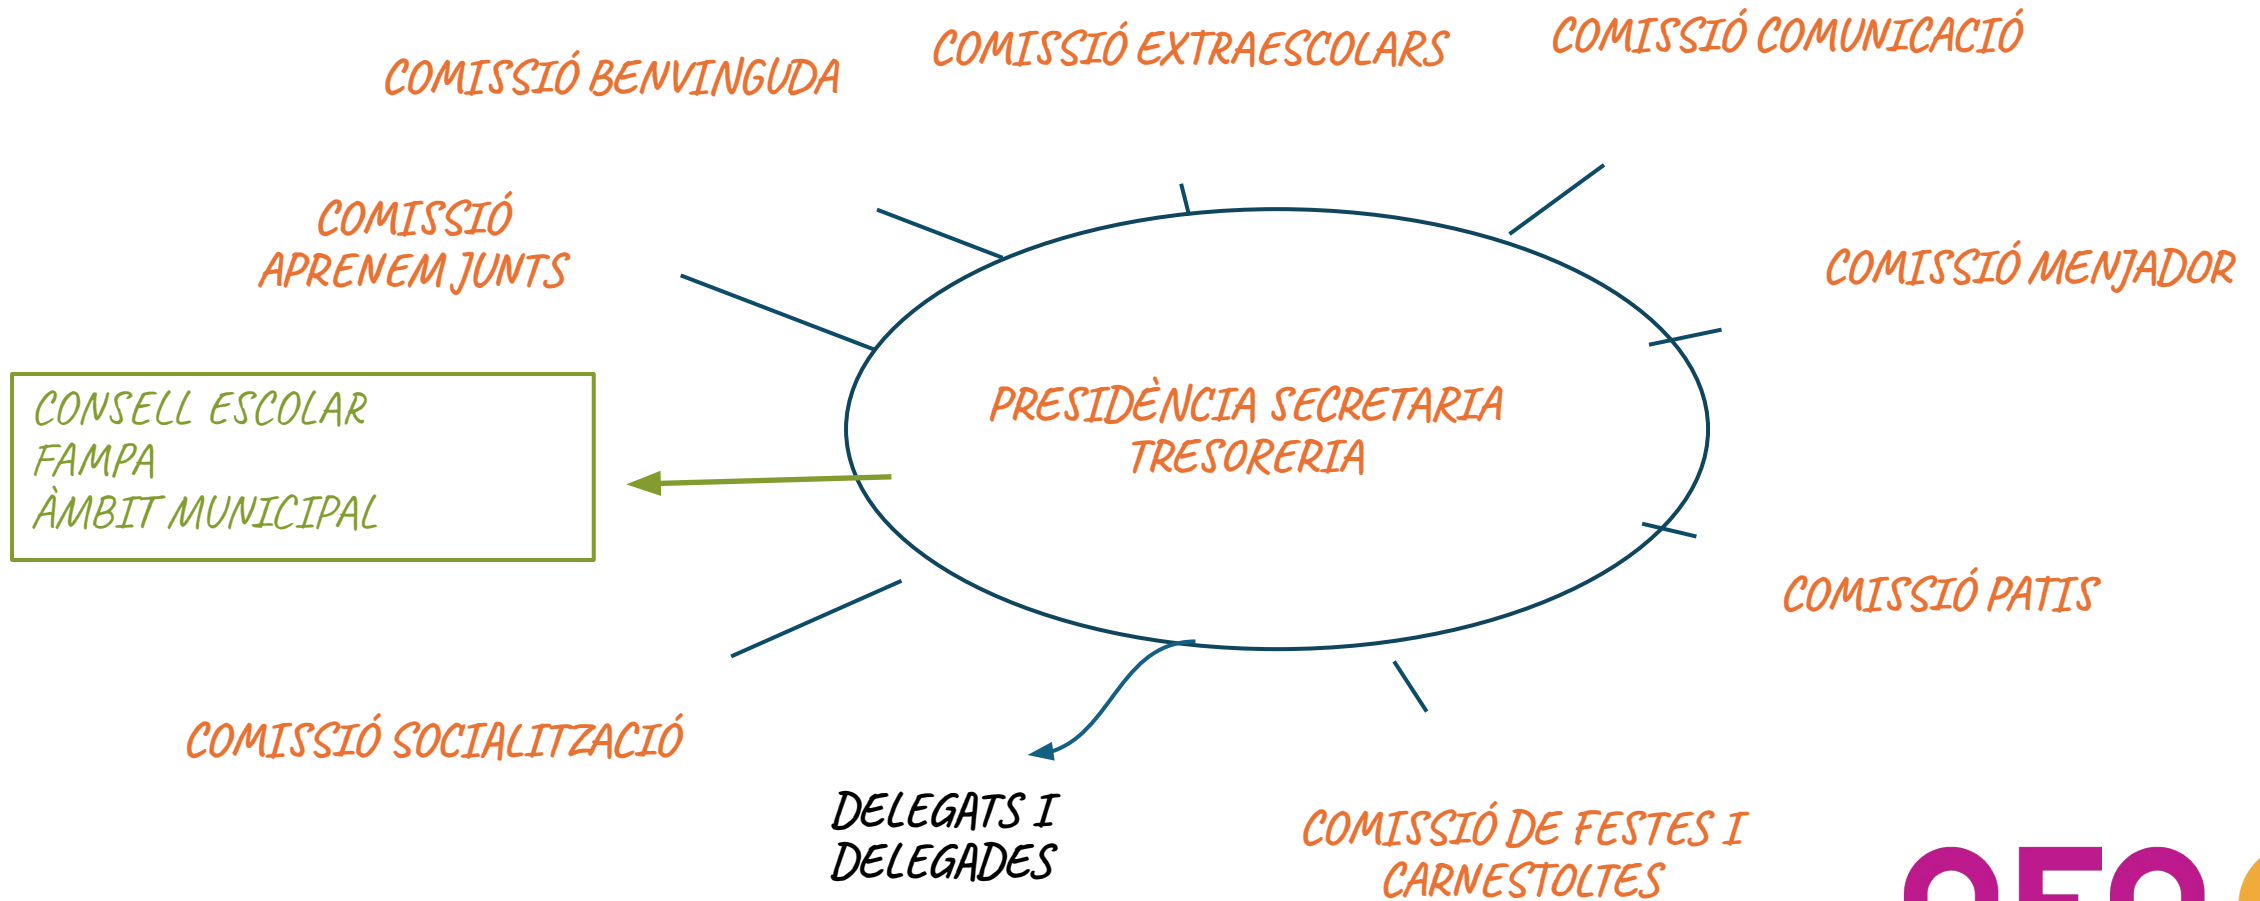 COMISSIÓ BENVINGUDA
COMISSIÓ EXTRAESCOLARS
COMISSIÓ COMUNICACIÓ
COMISSIÓ
APRENEM JUNTS
COMISSIÓ MENJADOR
CONSELL ESCOLAR
FAMPA
ÀMBIT MUNICIPAL
PRESIDÈNCIA SECRETARIA
TRESORERIA
COMISSIÓ PATIS
COMISSIÓ SOCIALITZACIÓ
DELEGATS I
DELEGADES
COMISSIÓ DE FESTES I
CARNESTOLTES